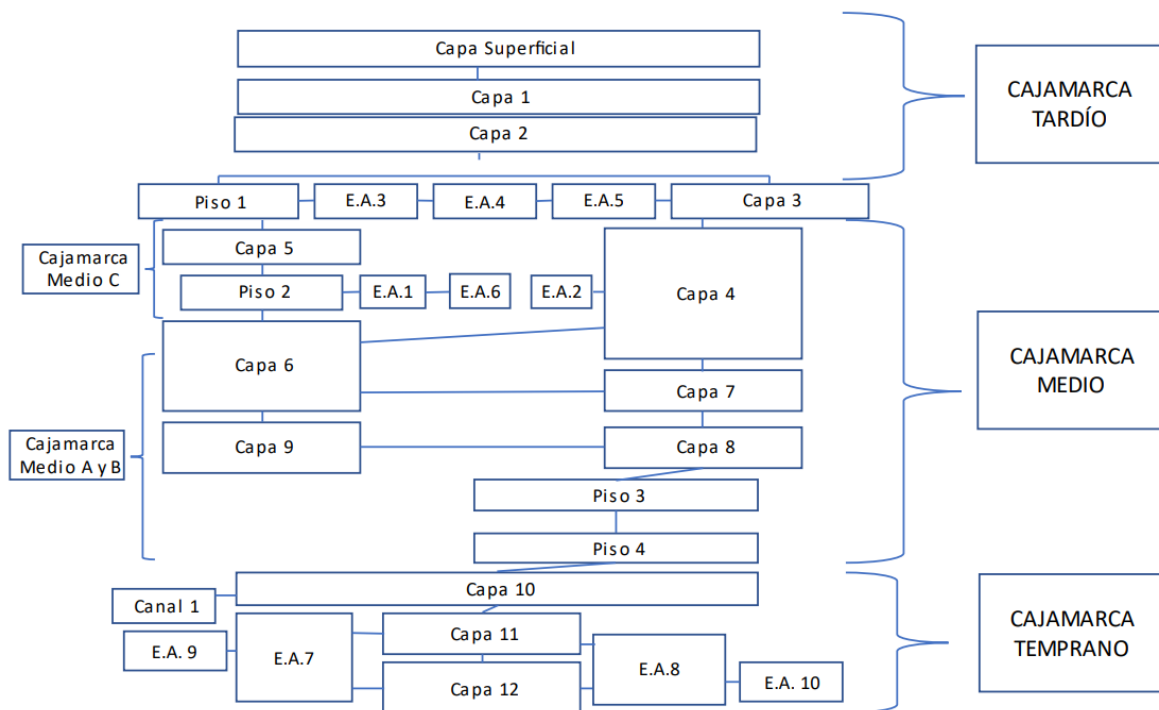 Capa Superficial
CAJAMARCA
TARDÍO
Capa 1
Capa 2
Piso 1
E.A.3
E.A.4
E.A.5
Capa 3
Cajamarca
Medio C
Capa 5
Piso 2
E.A.1
E.A.6
E.A.2
Capa 4
Capa 6
CAJAMARCA
MEDIO
Capa 7
Cajamarca
Medio A y B
Capa 9
Capa 8
Piso 3
Piso 4
Capa 10
Canal 1
CAJAMARCA
TEMPRANO
E.A. 9
E.A.7
Capa 11
E.A.8
Capa 12
E.A. 10